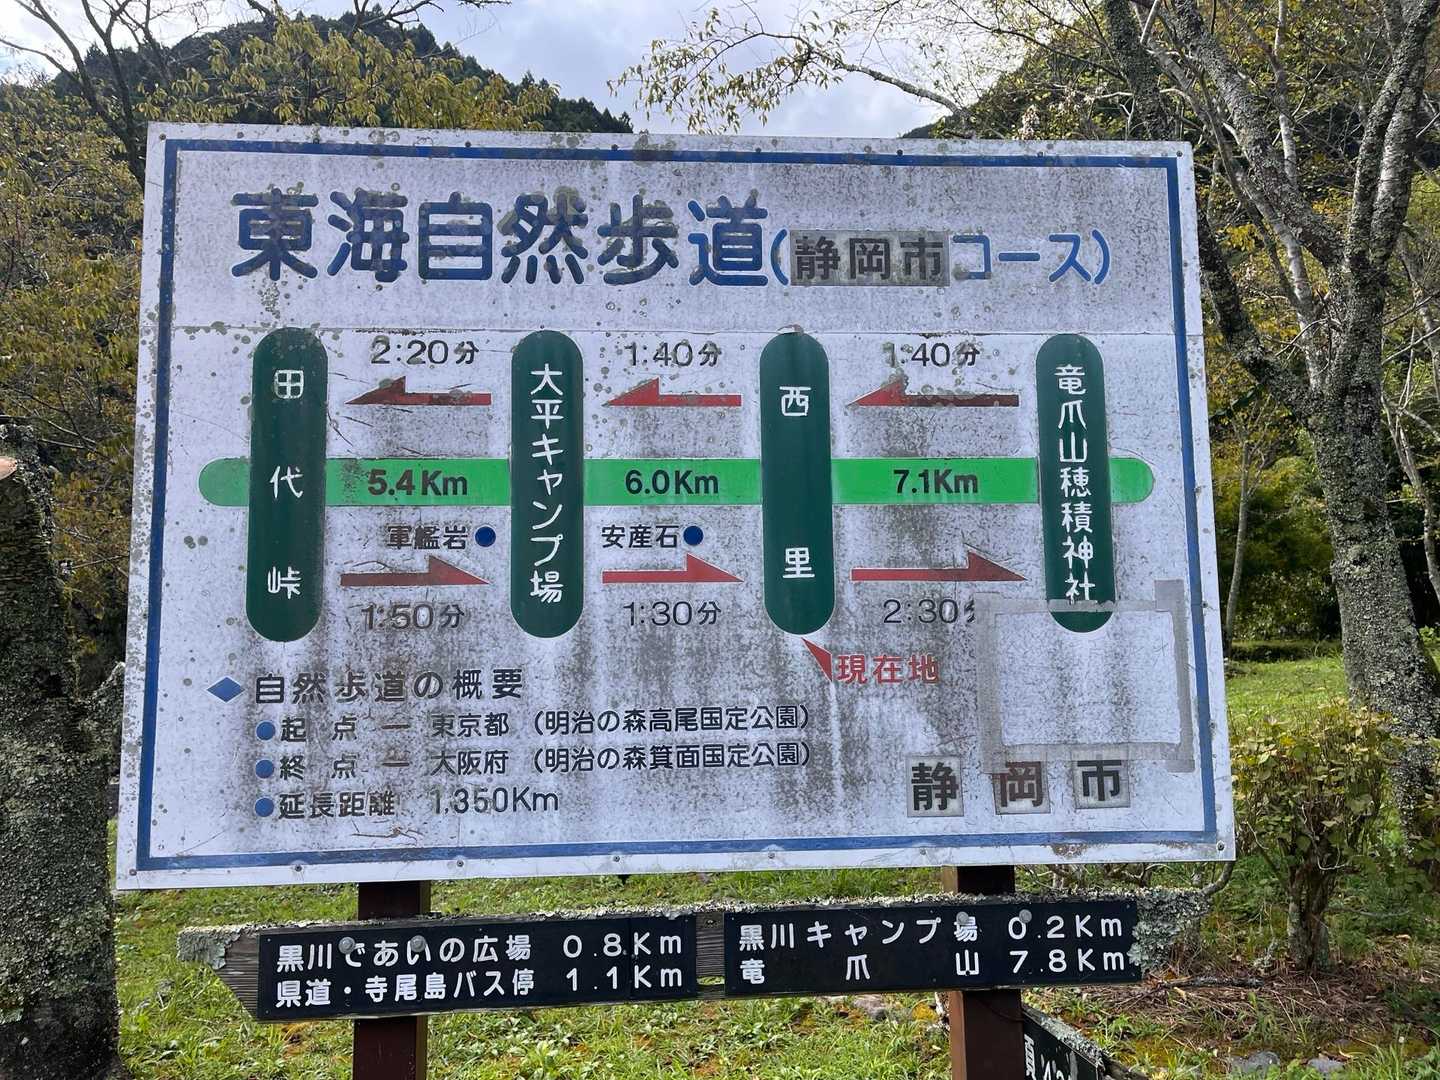 東海自然歩道(静岡市コース)
2:20分 1:40分 1:40分
田代峠
大平キャンプ場
西里
竜爪山穂積神社
5.4Km 6.0Km 7.1Km
軍艦岩 安産石
1:50分 1:30分 2:30分
現在地
自然歩道の概要
起点ー東京都(明治の森高尾国定公園)
終点ー大阪府(明治の森箕面国定公園)
延長距離 1,350Km
静岡市
黒川であいの広場 0.8Km
県道・寺尾島バス停 1.1Km
黒川キャンプ場 0.2Km
竜爪山 7.8Km